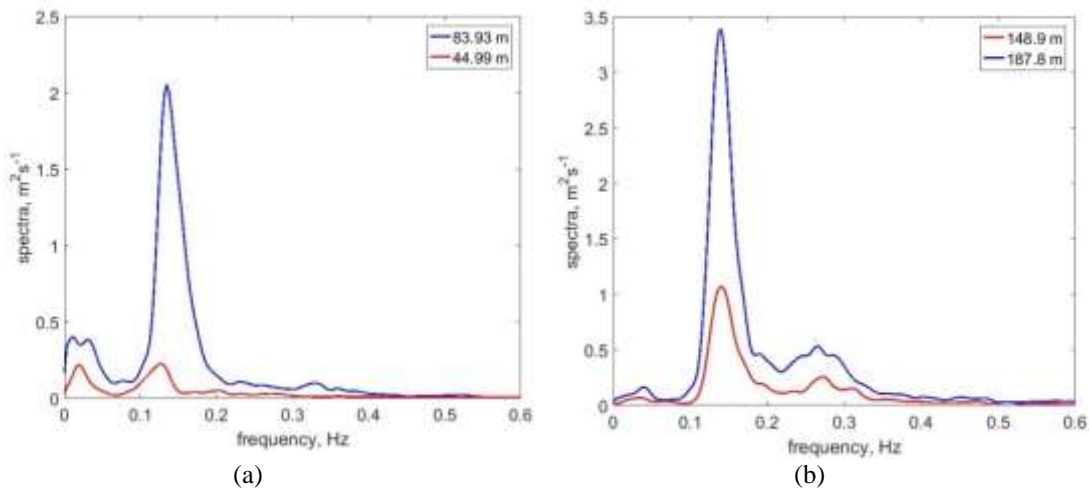 2.5
2
1.5
1
0.5
0
spectra, m²s⁻¹
83.93 m
44.99 m
0 0.1 0.2 0.3 0.4 0.5 0.6
frequency, Hz
(a)
3.5
3
2.5
2
1.5
1
0.5
0
spectra, m²s⁻¹
148.9 m
187.8 m
0 0.1 0.2 0.3 0.4 0.5 0.6
frequency, Hz
(b)